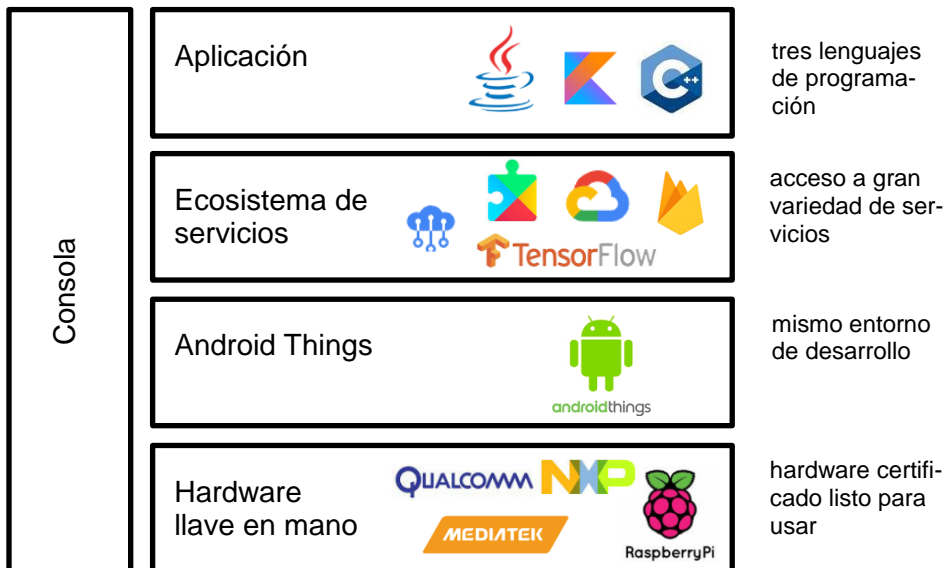 Consola
Aplicación
C++
tres lenguajes
de programa-
ción
Ecosistema de
servicios
TensorFlow
acceso a gran
variedad de ser-
vicios
Android Things
androidthings
mismo entorno
de desarrollo
Hardware
llave en mano
QUALCOMM NXP
MEDIATEK
RaspberryPi
hardware certifi-
cado listo para
usar